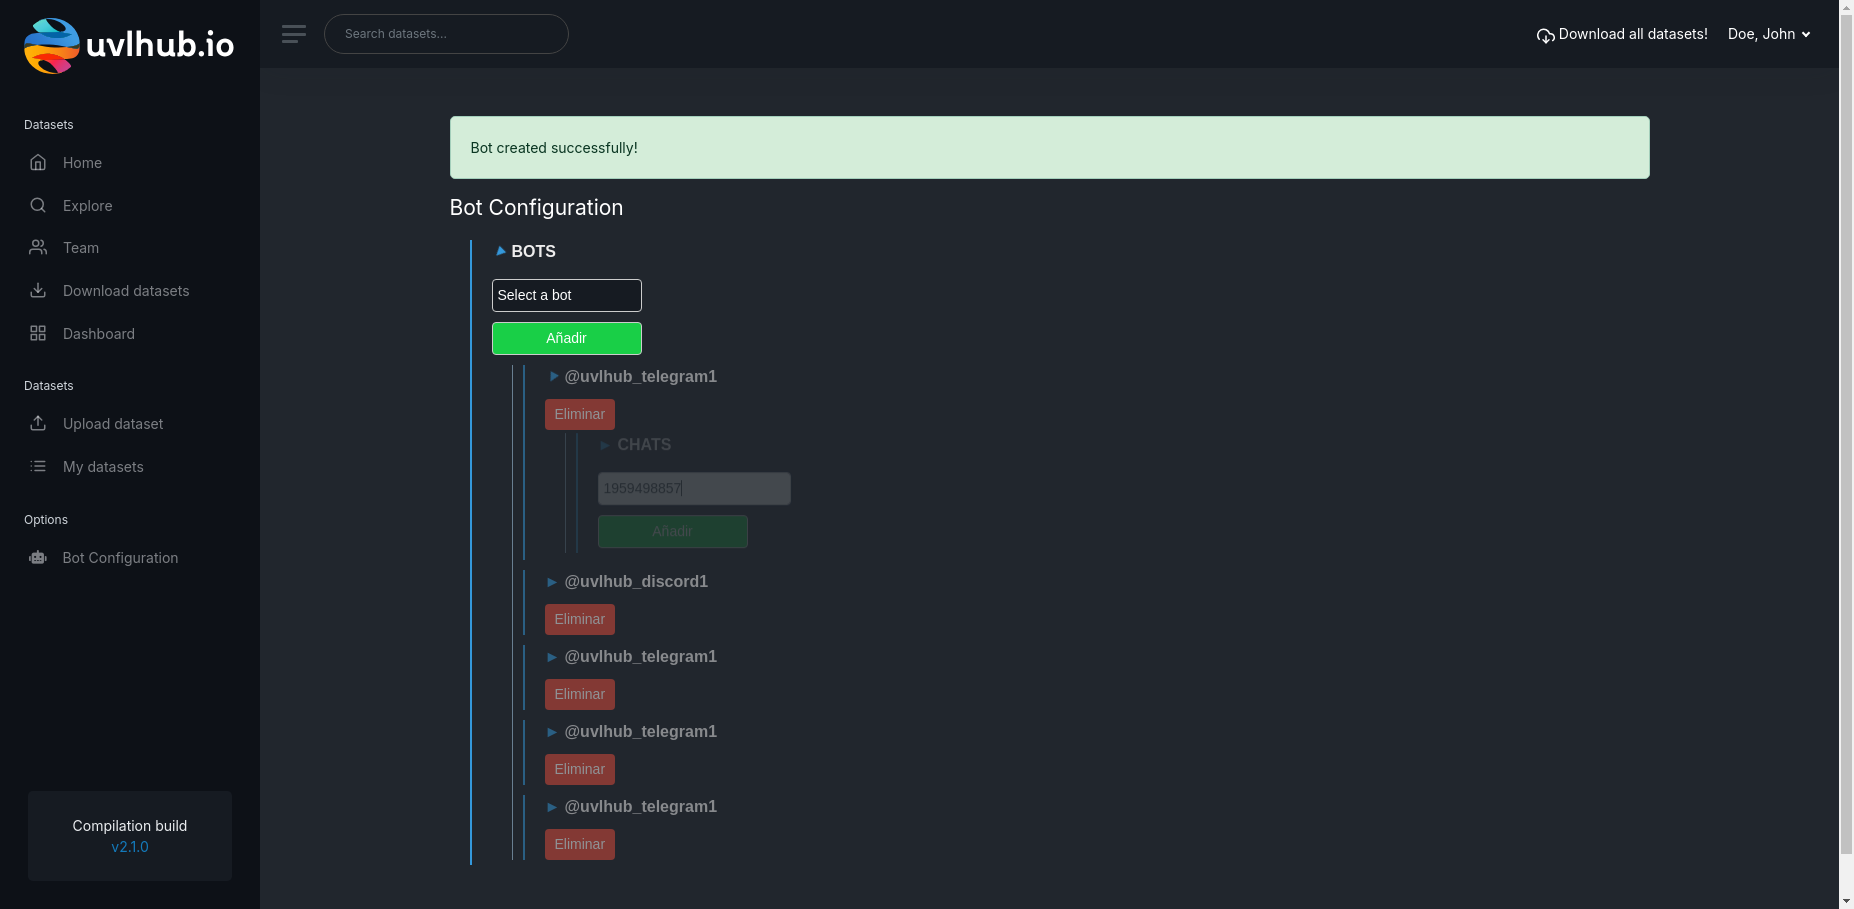 uvlhub.io
Search datasets...
Download all datasets!
Doe, John
Datasets
Home
Explore
Team
Download datasets
Dashboard
Datasets
Upload dataset
My datasets
Options
Bot Configuration
Compilation build
v2.1.0
Bot created successfully!
Bot Configuration
BOTS
Select a bot
Añadir
@uvlhub_telegram1
Eliminar
CHATS
1959498857
Añadir
@uvlhub_discord1
Eliminar
@uvlhub_telegram1
Eliminar
@uvlhub_telegram1
Eliminar
@uvlhub_telegram1
Eliminar